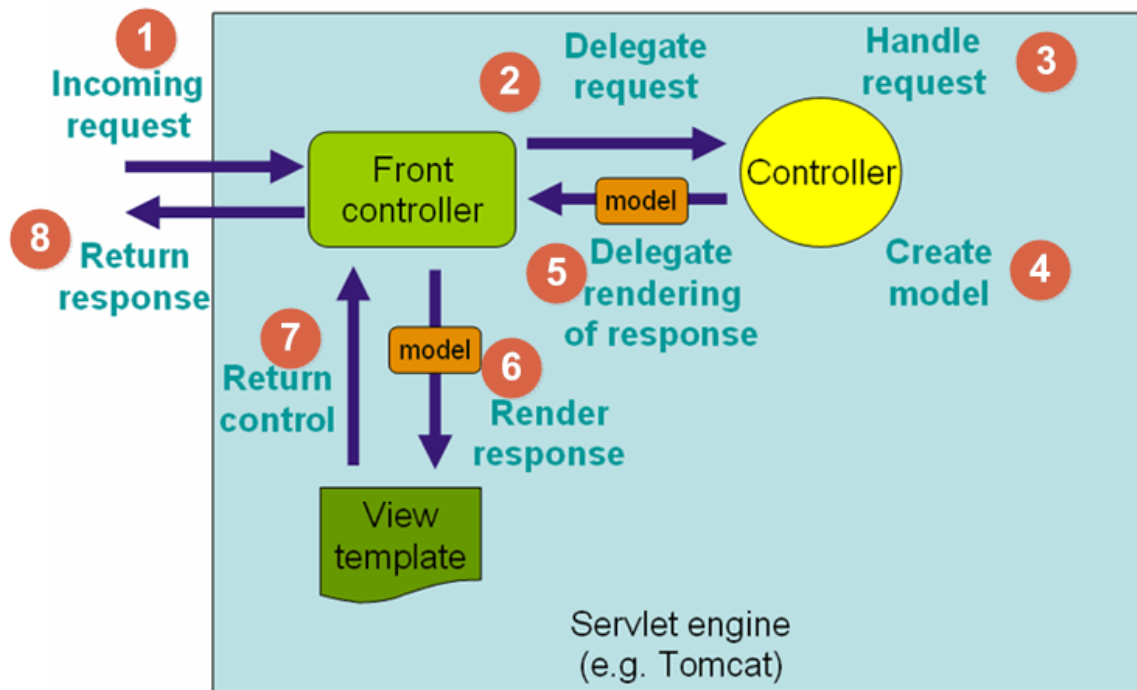 1
Incoming
request
2
Delegate
request
Handle
request
3
Front
controller
Controller
model
8
Return
response
5
Delegate
rendering
of response
Create
model
4
7
Return
control
model
6
Render
response
View
template
Servlet engine
(e.g. Tomcat)